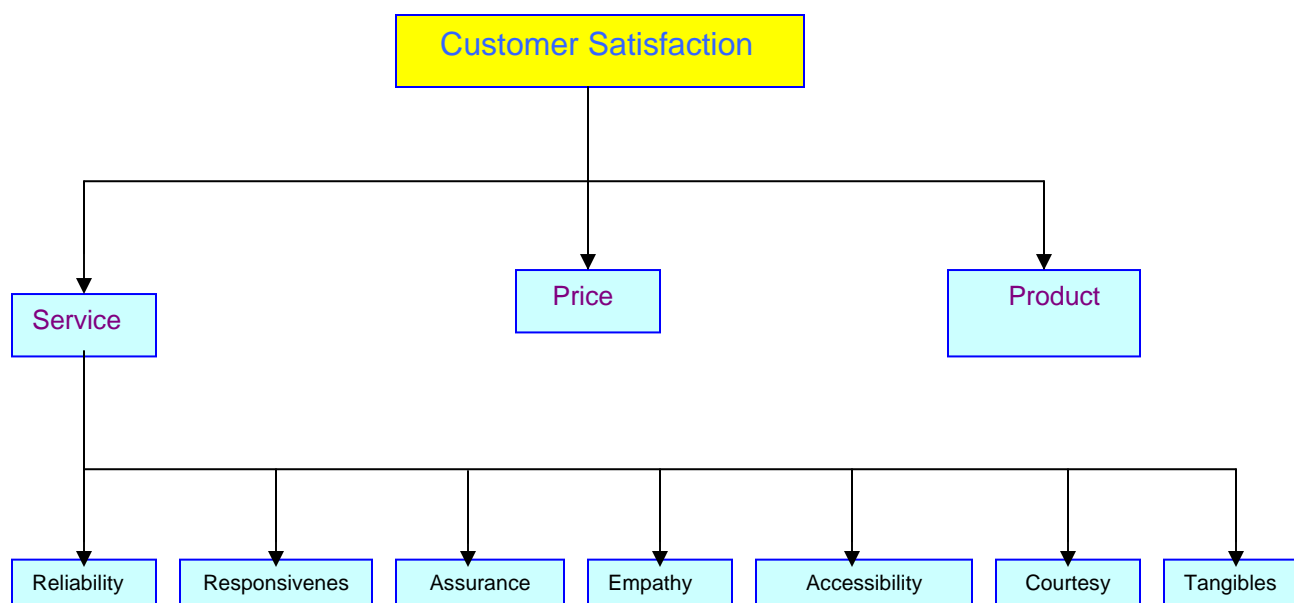 Customer Satisfaction
Service
Price
Product
Reliability
Responsivenes
Assurance
Empathy
Accessibility
Courtesy
Tangibles